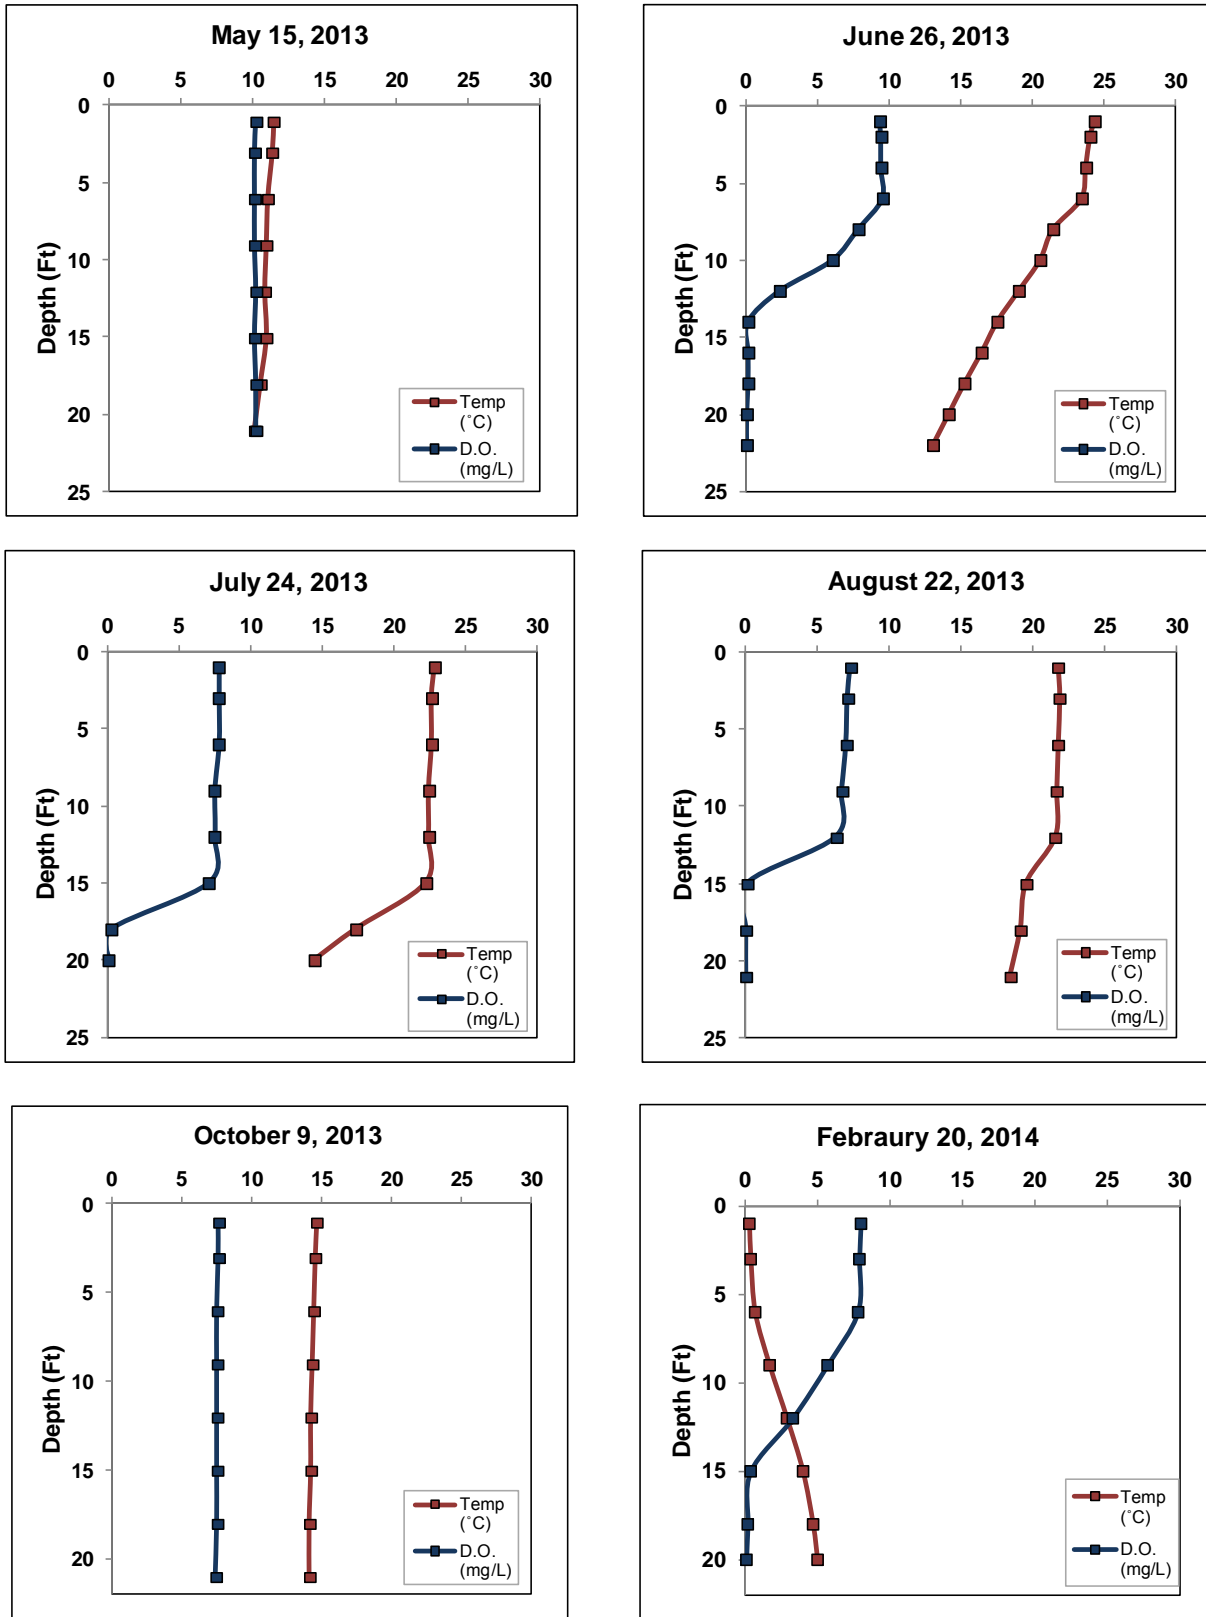 May 15, 2013
0 5 10 15 20 25 30
0
5
10
15
20
25
Depth (Ft)
Temp
(˚C)
D.O.
(mg/L)
June 26, 2013
0 5 10 15 20 25 30
0
5
10
15
20
25
Depth (Ft)
Temp
(˚C)
D.O.
(mg/L)
July 24, 2013
0 5 10 15 20 25 30
0
5
10
15
20
25
Depth (Ft)
Temp
(˚C)
D.O.
(mg/L)
August 22, 2013
0 5 10 15 20 25 30
0
5
10
15
20
25
Depth (Ft)
Temp
(˚C)
D.O.
(mg/L)
October 9, 2013
0 5 10 15 20 25 30
0
5
10
15
20
Depth (Ft)
Temp
(˚C)
D.O.
(mg/L)
Febraury 20, 2014
0 5 10 15 20 25 30
0
5
10
15
20
Depth (Ft)
Temp
(˚C)
D.O.
(mg/L)